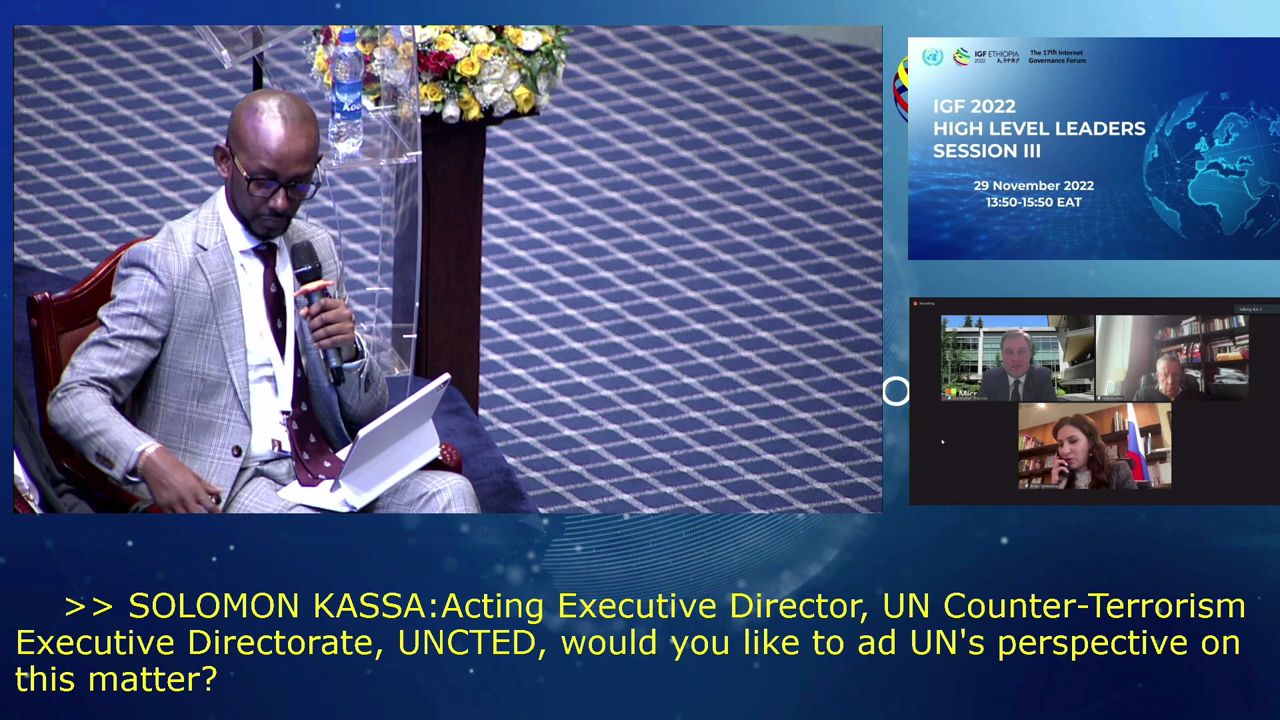 IGF ETHIOPIA
2022 ኢትዮጵያ
The 17th Internet
Governance Forum
IGF 2022
HIGH LEVEL LEADERS
SESSION III
29 November 2022
13:50-15:50 EAT
O
>> SOLOMON KASSA:Acting Executive Director, UN Counter-Terrorism
Executive Directorate, UNCTED, would you like to ad UN's perspective on
this matter?